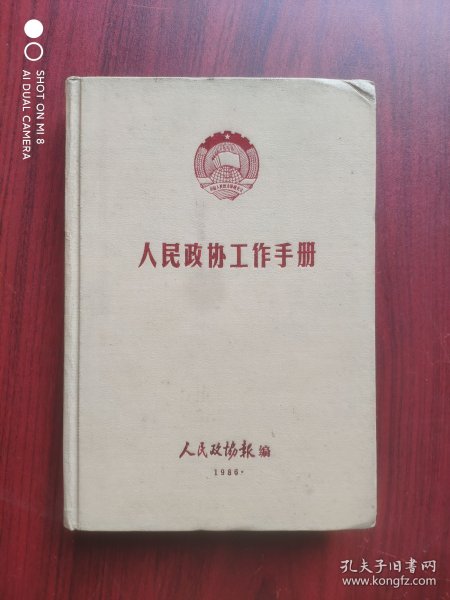 SHOT ON MI 8
AI DUAL CAMERA
人民政协工作手册
人民政协报 编
1986·
孔夫子旧书网
www.kongfz.com